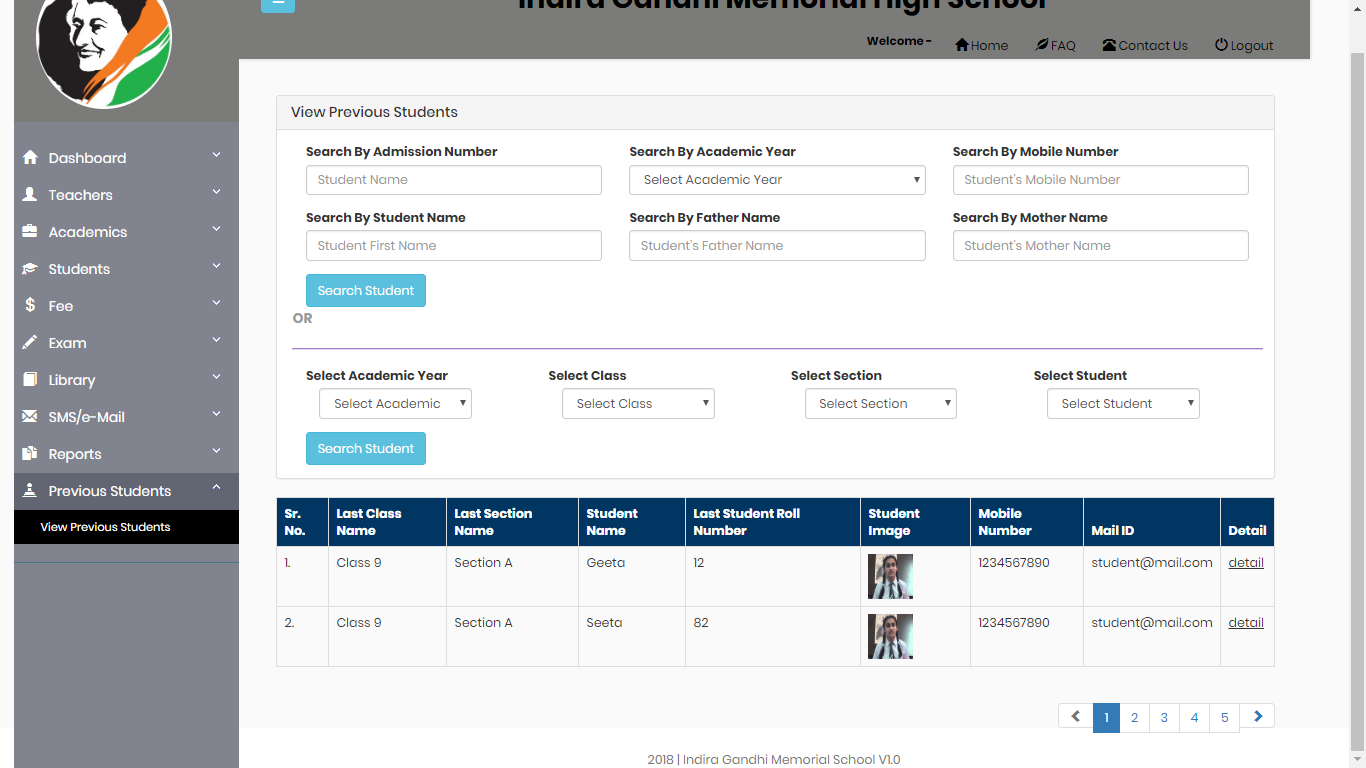 Indira Gandhi Memorial High School
Welcome - Home FAQ Contact Us Logout
Dashboard
Teachers
Academics
Students
Fee
Exam
Library
SMS/e-Mail
Reports
Previous Students
View Previous Students
View Previous Students
Search By Admission Number Search By Academic Year Search By Mobile Number
Student Name Select Academic Year Student's Mobile Number
Search By Student Name Search By Father Name Search By Mother Name
Student First Name Student's Father Name Student's Mother Name
Search Student
OR
Select Academic Year Select Class Select Section Select Student
Select Academic Select Class Select Section Select Student
Search Student
Sr. No. Last Class Name Last Section Name Student Name Last Student Roll Number Student Image Mobile Number Mail ID Detail
1. Class 9 Section A Geeta 12 1234567890 student@mail.com detail
2. Class 9 Section A Seeta 82 1234567890 student@mail.com detail
1 2 3 4 5
2018 | Indira Gandhi Memorial School V1.0